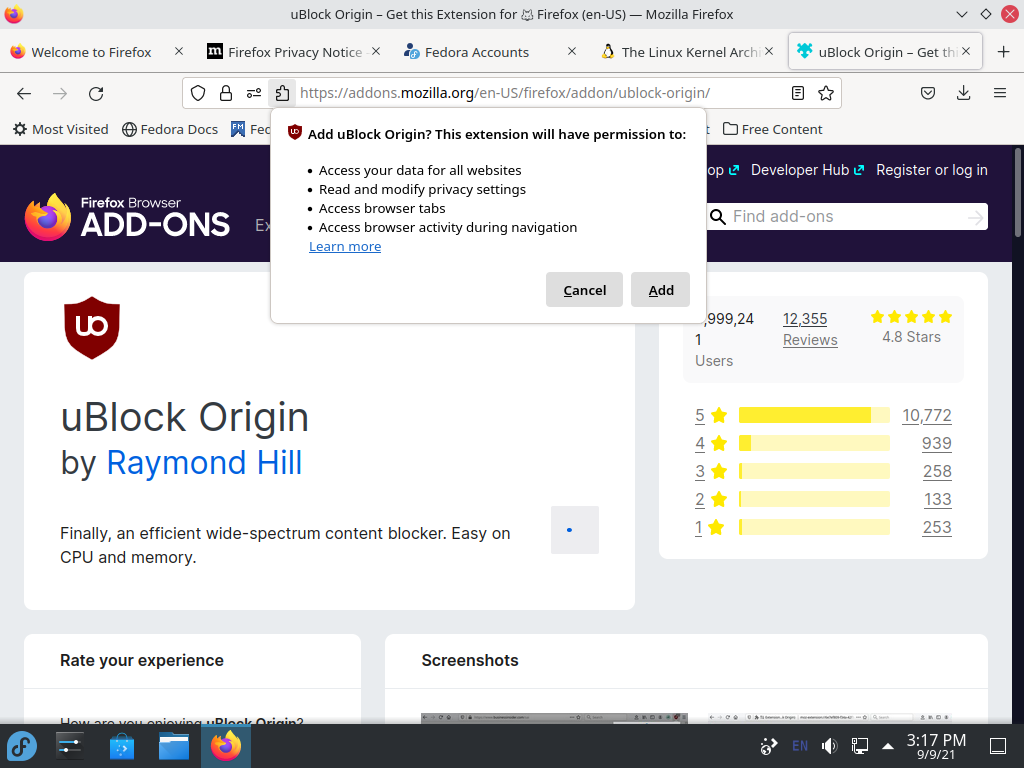 uBlock Origin – Get this Extension for 🦊 Firefox (en-US) — Mozilla Firefox
Welcome to Firefox
Firefox Privacy Notice
Fedora Accounts
The Linux Kernel Archi
uBlock Origin – Get thi
https://addons.mozilla.org/en-US/firefox/addon/ublock-origin/
Most Visited
Fedora Docs
Free Content
Add uBlock Origin? This extension will have permission to:
• Access your data for all websites
• Read and modify privacy settings
• Access browser tabs
• Access browser activity during navigation
Learn more
Cancel
Add
Developer Hub
Register or log in
Firefox Browser
ADD-ONS
Find add-ons
uBlock Origin
by Raymond Hill
Finally, an efficient wide-spectrum content blocker. Easy on
CPU and memory.
,999,24
1
Users
12,355
Reviews
4.8 Stars
5 10,772
4 939
3 258
2 133
1 253
Rate your experience
Screenshots
How are you enjoying uBlock Origin?
EN
3:17 PM
9/9/21